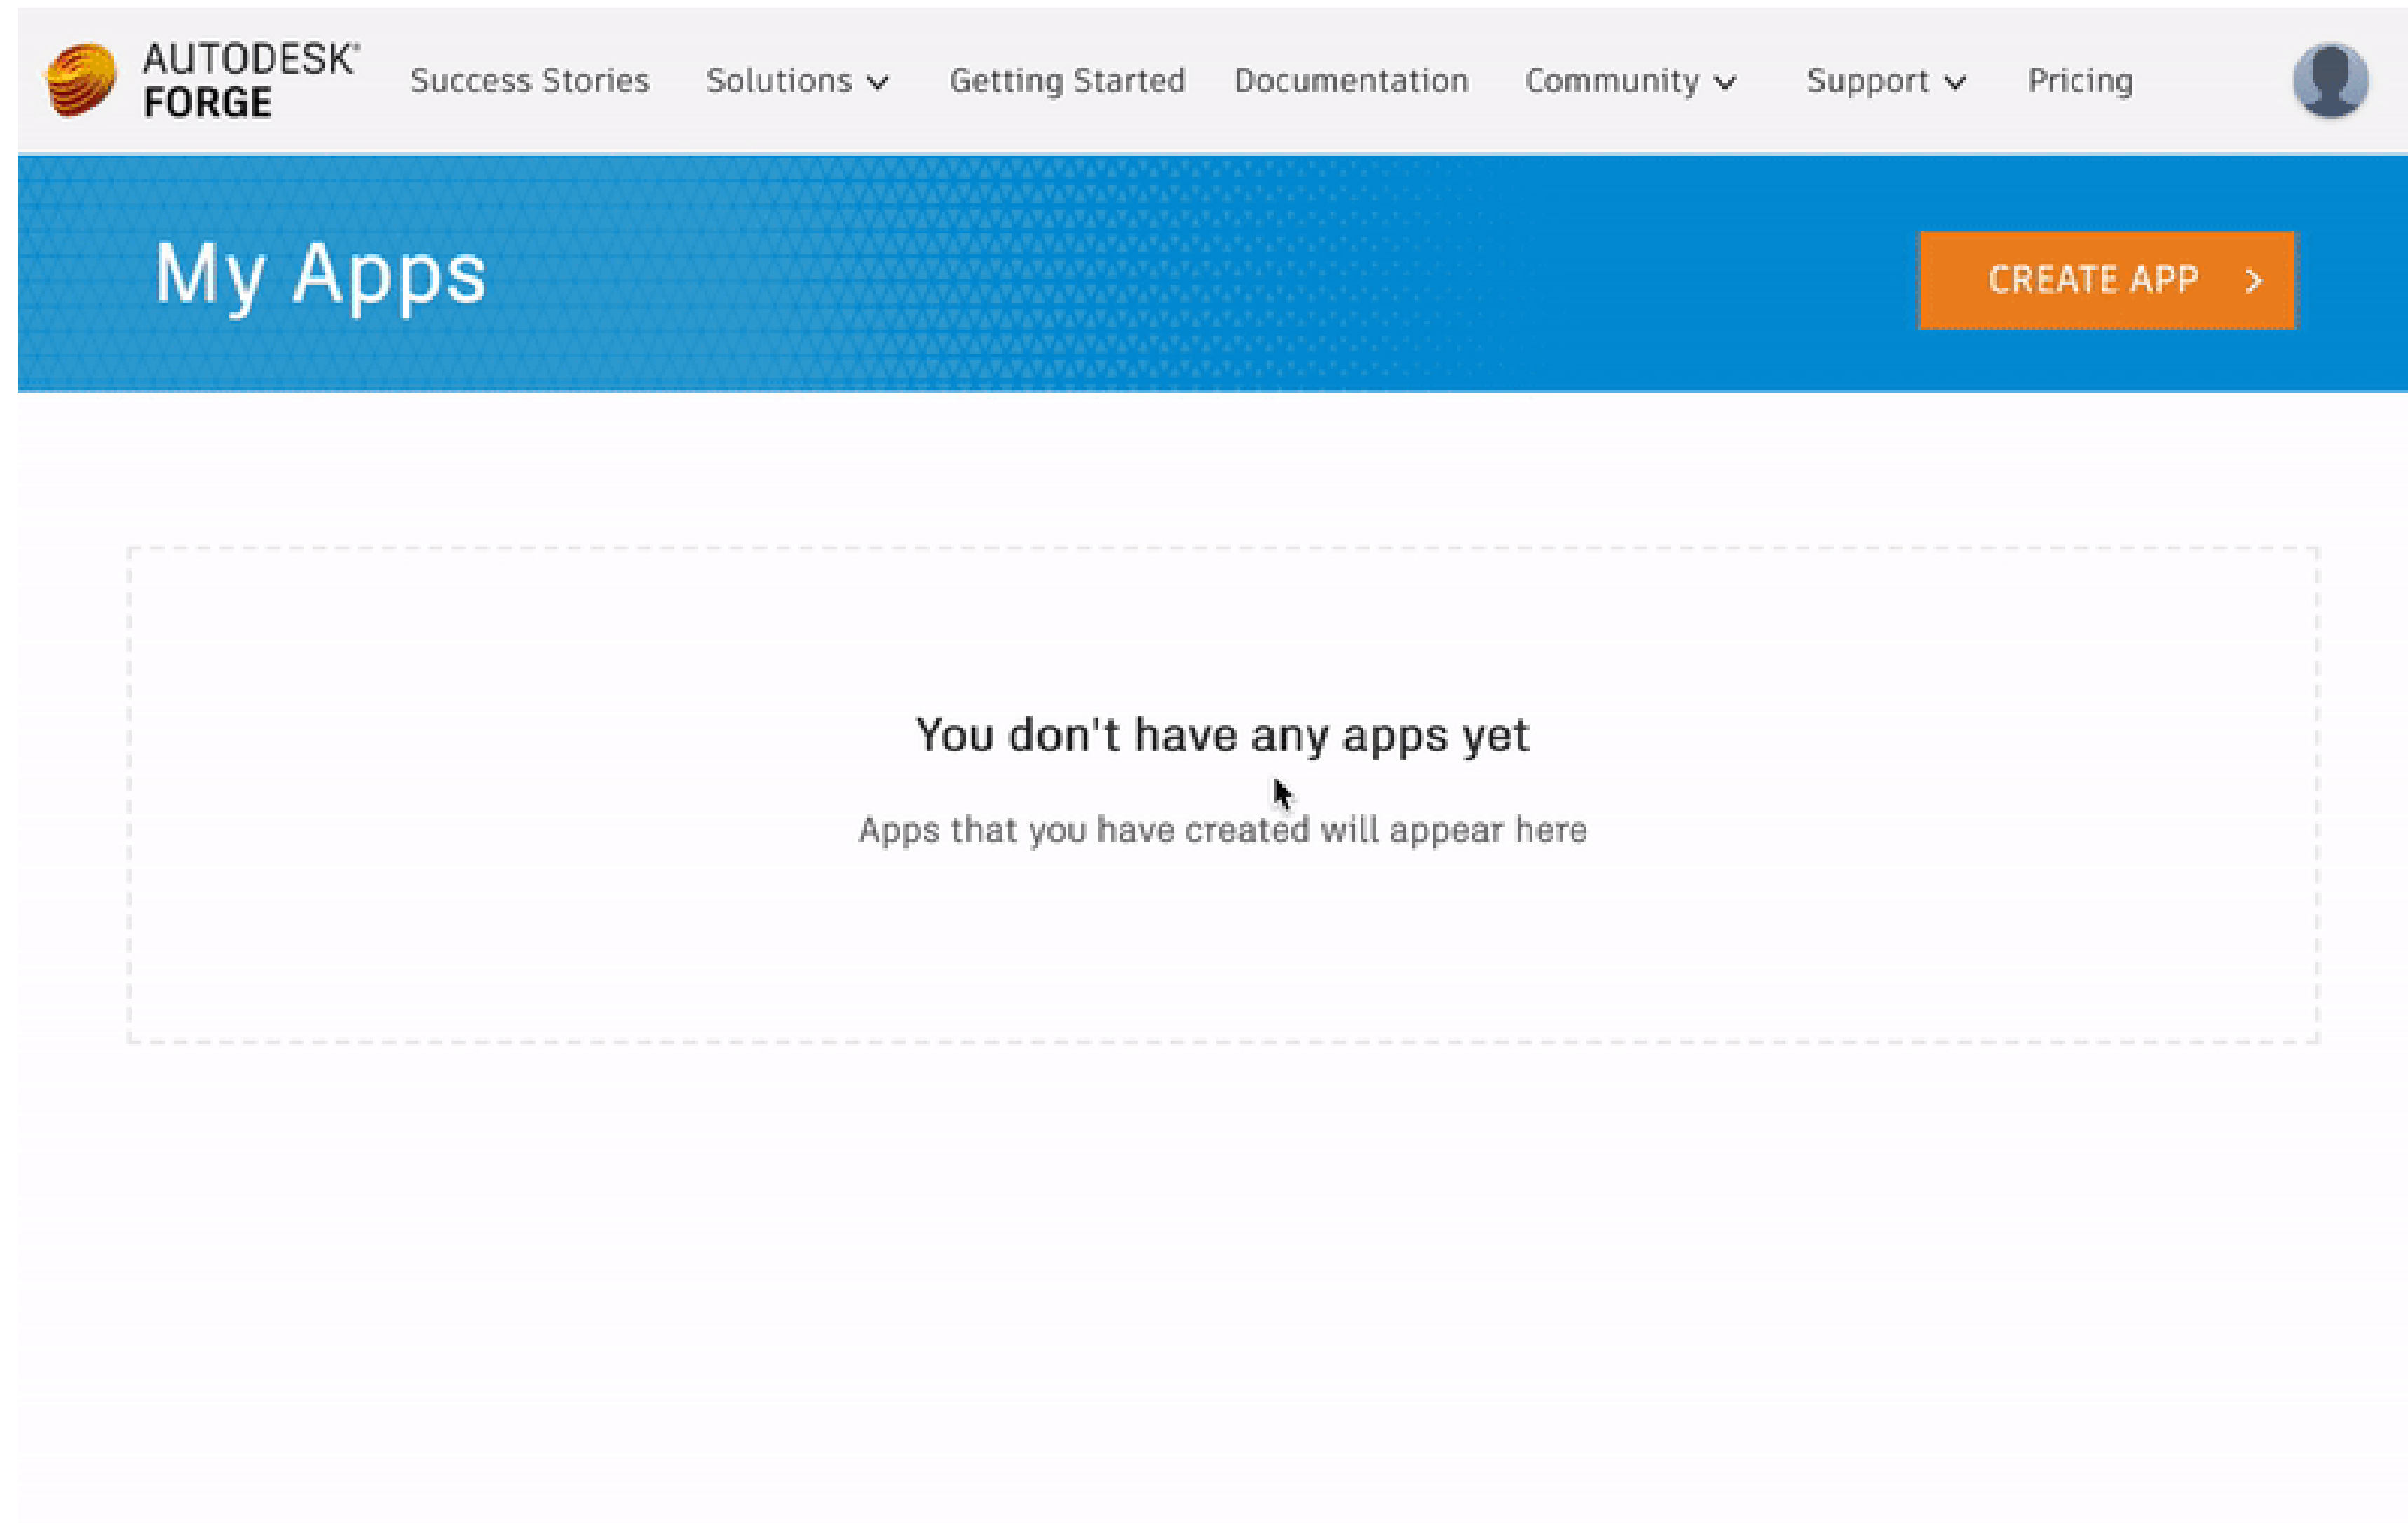 AUTODESK®
FORGE
Success Stories Solutions Getting Started Documentation Community Support Pricing
My Apps
CREATE APP
You don't have any apps yet
Apps that you have created will appear here